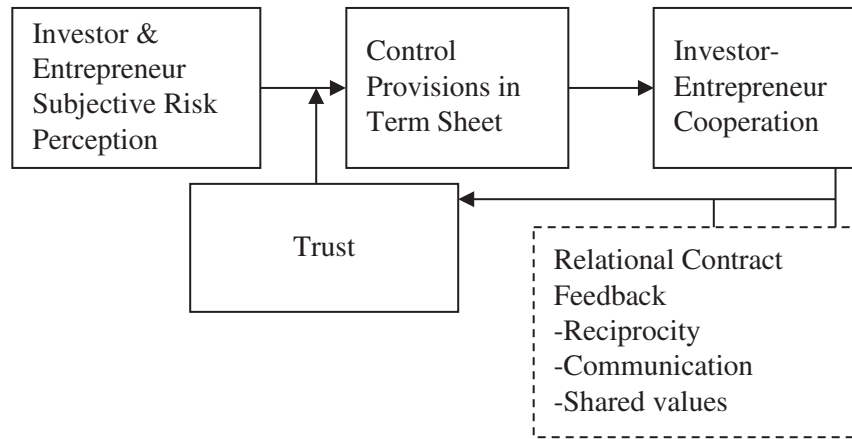 Investor &
Entrepreneur
Subjective Risk
Perception
Control
Provisions in
Term Sheet
Investor-
Entrepreneur
Cooperation
Trust
Relational Contract
Feedback
-Reciprocity
-Communication
-Shared values